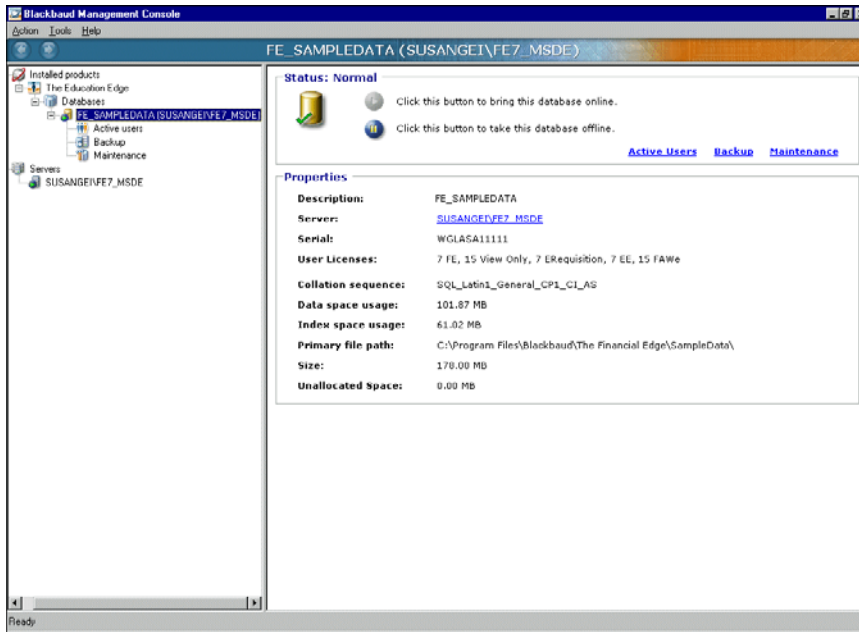 Blackbaud Management Console
Action Tools Help
FE_SAMPLEDATA (SUSANGEI\FE7_MSDE)
Installed products
The Education Edge
Databases
FE_SAMPLEDATA (SUSANGEI\FE7_MSDE)
Active users
Backup
Maintenance
Servers
SUSANGEI\FE7_MSDE
Status: Normal
Click this button to bring this database online.
Click this button to take this database offline.
Active Users Backup Maintenance
Properties
Description: FE_SAMPLEDATA
Server: SUSANGEI\FE7_MSDE
Serial: WGLASA11111
User Licenses: 7 FE, 15 View Only, 7 ERequisition, 7 EE, 15 FAWe
Collation sequence: SQL_Latin1_General_CP1_CI_AS
Data space usage: 101.87 MB
Index space usage: 61.02 MB
Primary file path: C:\Program Files\Blackbaud\The Financial Edge\SampleData\
Size: 178.00 MB
Unallocated Space: 0.00 MB
Ready